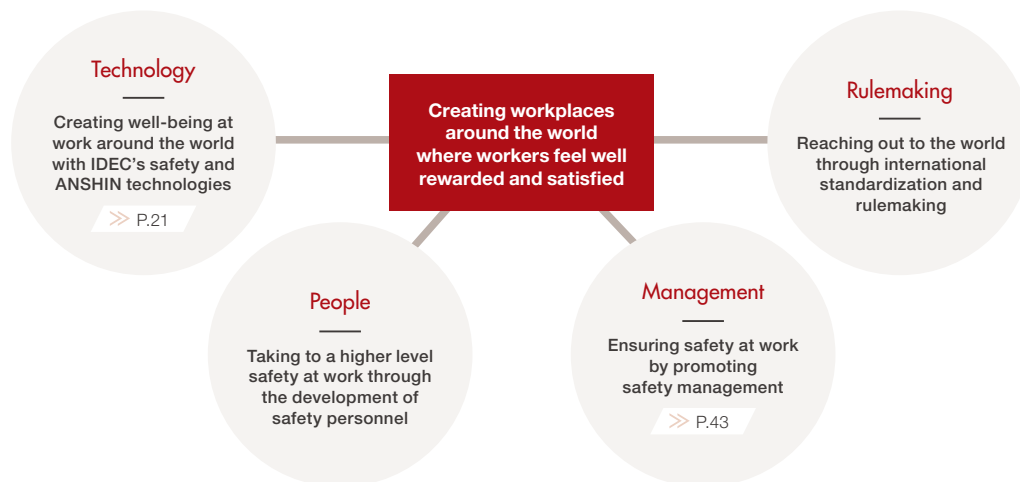 Technology
Creating well-being at
work around the world
with IDEC's safety and
ANSHIN technologies
P.21
Creating workplaces
around the world
where workers feel well
rewarded and satisfied
Rulemaking
Reaching out to the world
through international
standardization and
rulemaking
People
Taking to a higher level
safety at work through
the development of
safety personnel
Management
Ensuring safety at work
by promoting
safety management
P.43